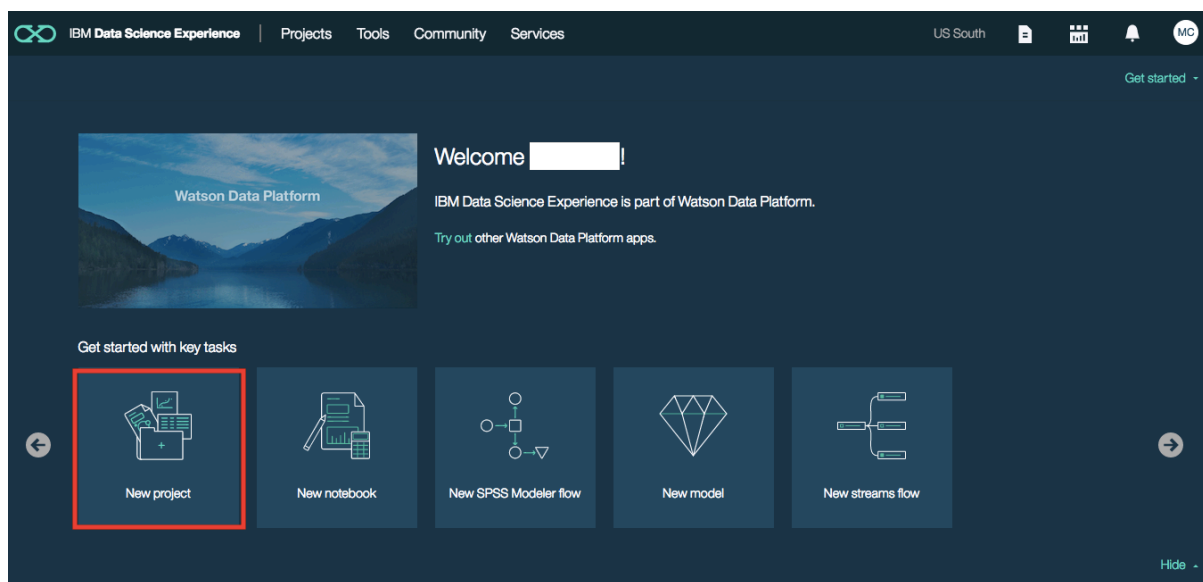 IBM Data Science Experience Projects Tools Community Services US South MC
Get started
Watson Data Platform
Welcome !
IBM Data Science Experience is part of Watson Data Platform.
Try out other Watson Data Platform apps.
Get started with key tasks
New project New notebook New SPSS Modeler flow New model New streams flow
Hide